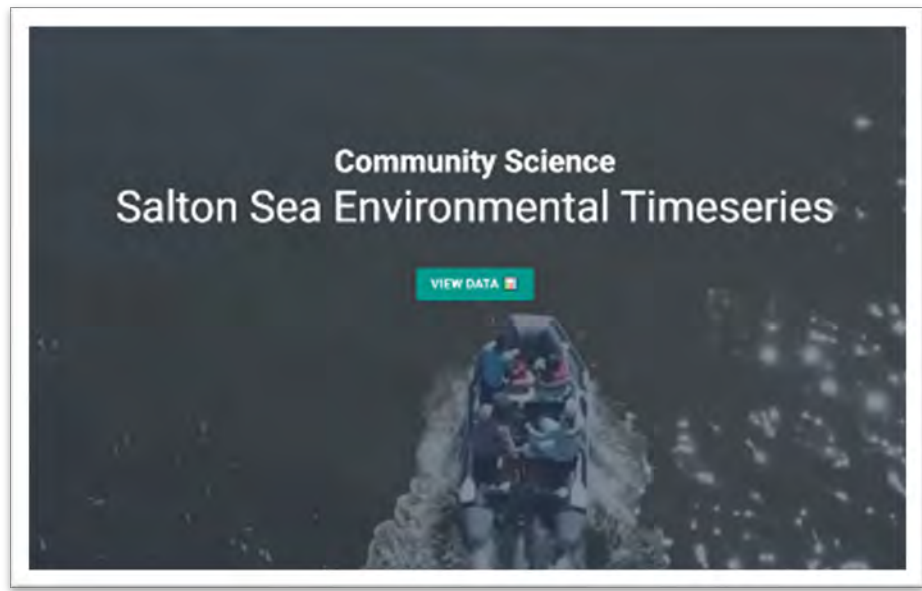 Community Science
Salton Sea Environmental Timeseries
VIEW DATA 📊